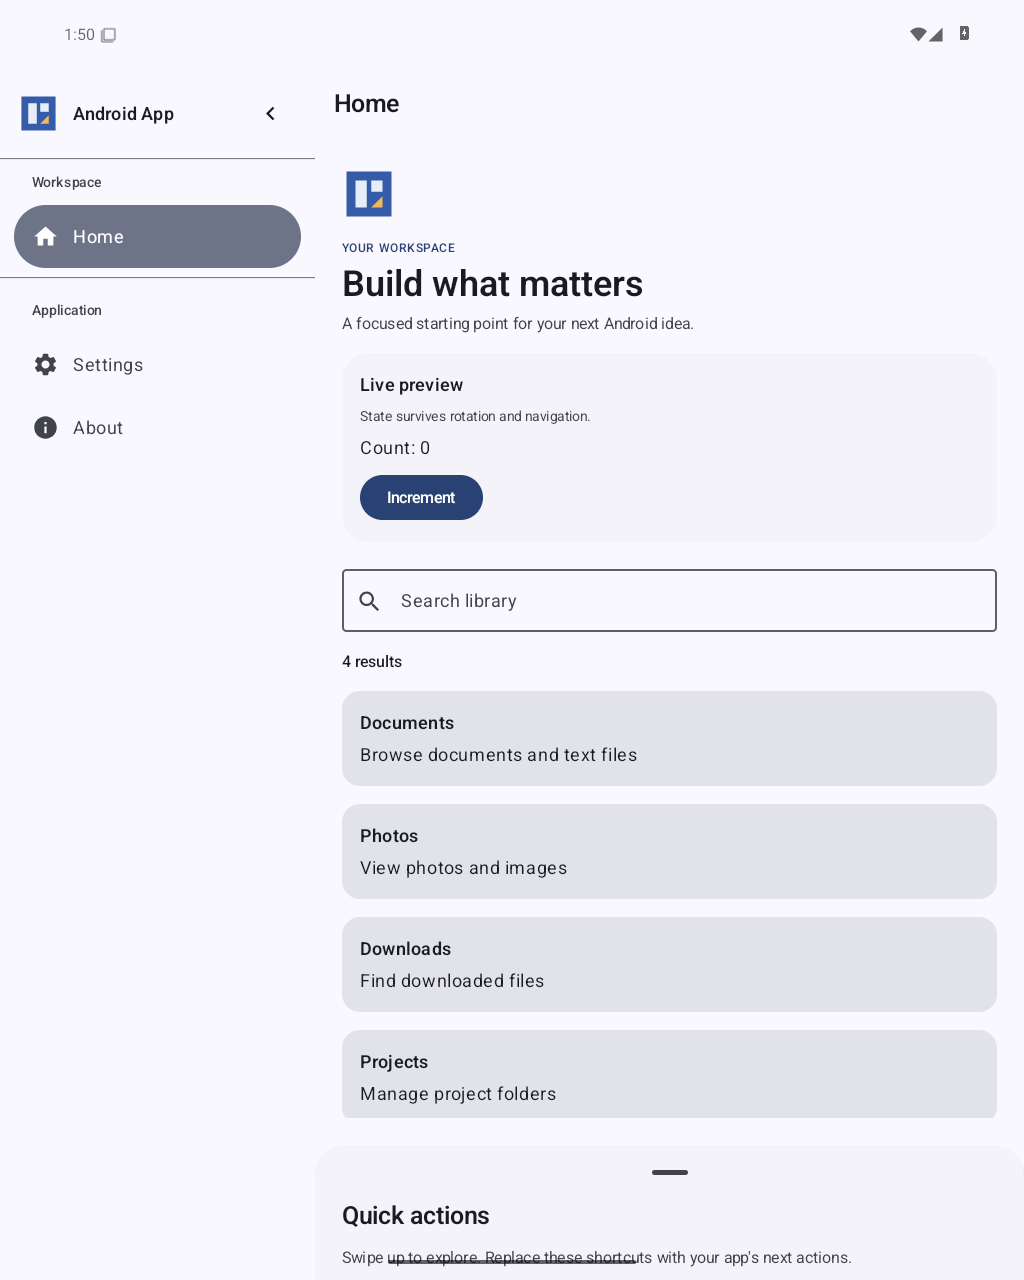 1:50
Android App
Workspace
Home
Application
Settings
About
Home
YOUR WORKSPACE
Build what matters
A focused starting point for your next Android idea.
Live preview
State survives rotation and navigation.
Count: 0
Increment
Search library
4 results
Documents
Browse documents and text files
Photos
View photos and images
Downloads
Find downloaded files
Projects
Manage project folders
Quick actions
Swipe up to explore. Replace these shortcuts with your app's next actions.